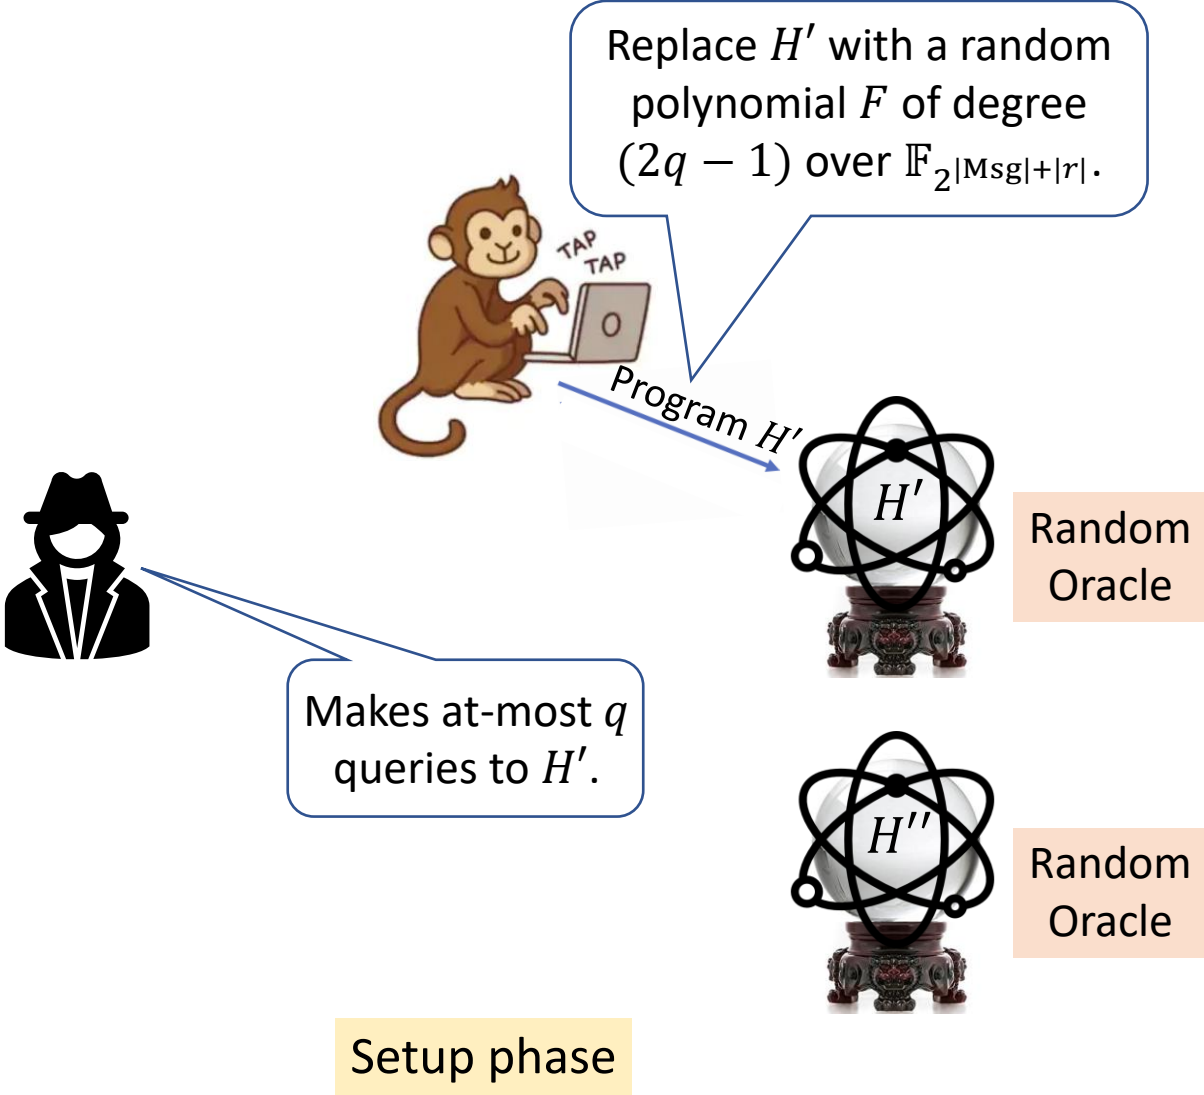 Replace H′ with a random
polynomial F of degree
(2q − 1) over 𝔽_{2^{|Msg|+|r|}}.
TAP
TAP
Program H′
H′
Random
Oracle
Makes at-most q
queries to H′.
H′′
Random
Oracle
Setup phase